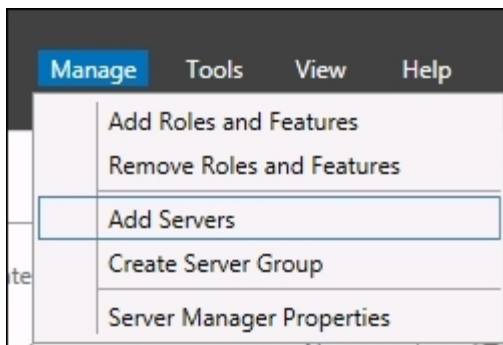 Manage Tools View Help
Add Roles and Features
Remove Roles and Features
Add Servers
Create Server Group
Server Manager Properties